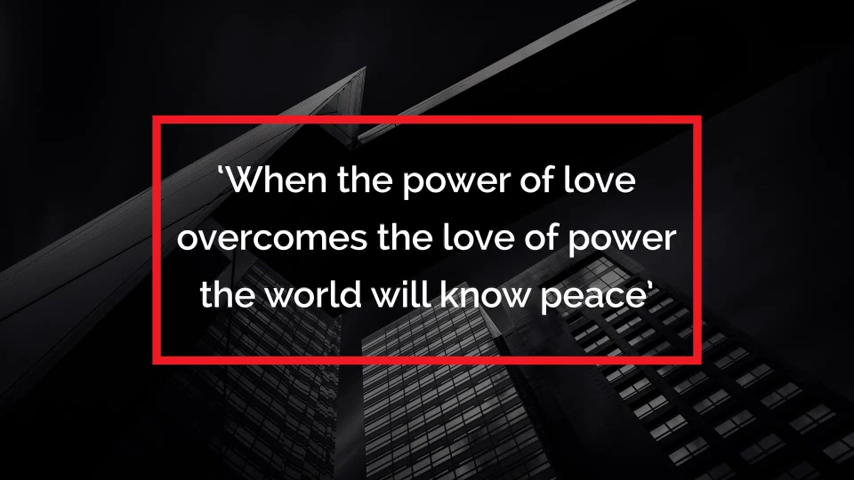 ‘When the power of love
overcomes the love of power
the world will know peace’